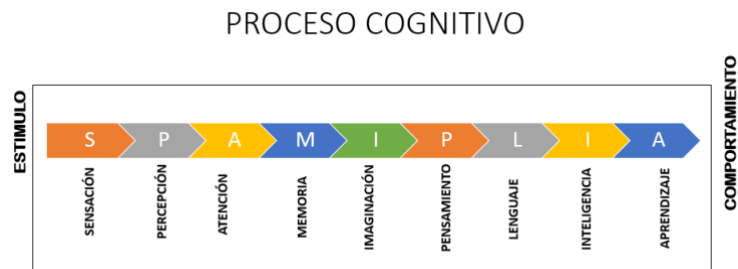 PROCESO COGNITIVO
ESTIMULO
S P A M I P L I A
SENSACIÓN
PERCEPCIÓN
ATENCIÓN
MEMORIA
IMAGINACIÓN
PENSAMIENTO
LENGUAJE
INTELIGENCIA
APRENDIZAJE
COMPORTAMIENTO